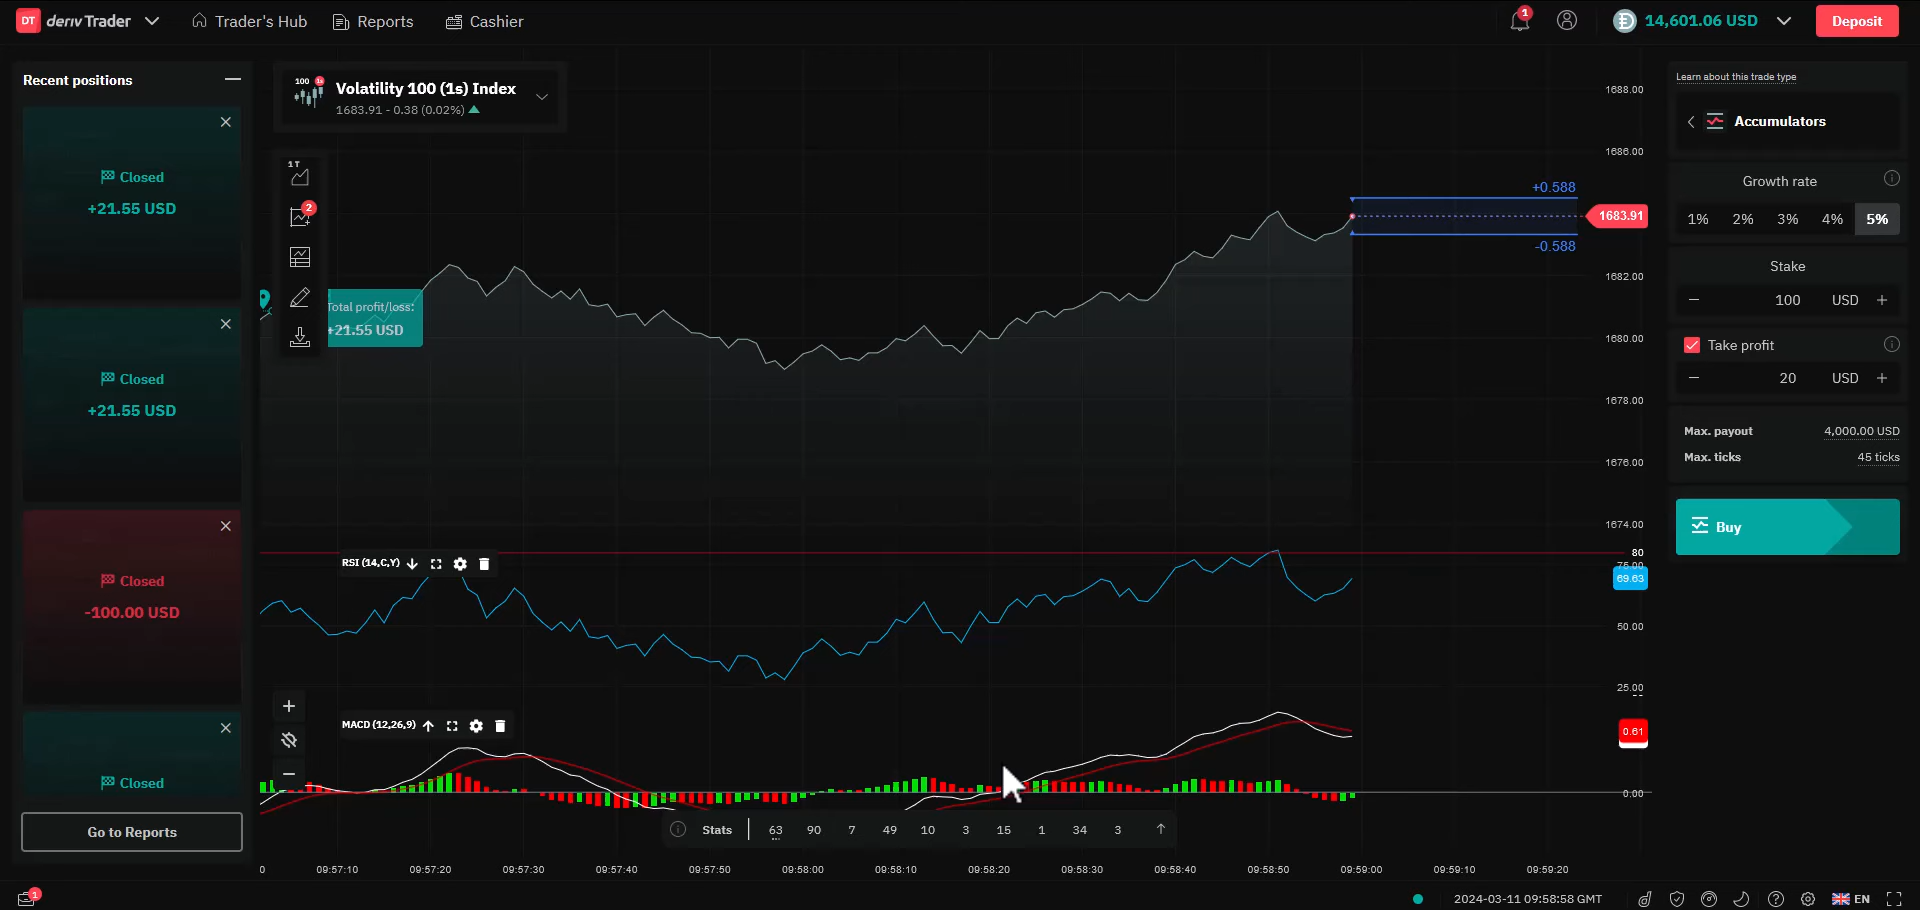 DT deriv Trader
Trader's Hub
Reports
Cashier
1
14,601.06 USD
Deposit
Recent positions
Closed
+21.55 USD
Closed
+21.55 USD
Closed
-100.00 USD
Closed
Go to Reports
100 1s
Volatility 100 (1s) Index
1683.91 - 0.38 (0.02%)
1T
2
Total profit/loss:
+21.55 USD
+0.588
-0.588
1688.00
1686.00
1683.91
1682.00
1680.00
1678.00
1676.00
1674.00
RSI (14,C,Y)
80
75.00
69.63
50.00
25.00
MACD (12,26,9)
0.61
0.00
Stats 63 90 7 49 10 3 15 1 34 3
0 09:57:10 09:57:20 09:57:30 09:57:40 09:57:50 09:58:00 09:58:10 09:58:20 09:58:30 09:58:40 09:58:50 09:59:00 09:59:10 09:59:20
Learn about this trade type
Accumulators
Growth rate
1% 2% 3% 4% 5%
Stake
− 100 USD +
Take profit
− 20 USD +
Max. payout 4,000.00 USD
Max. ticks 45 ticks
Buy
1
2024-03-11 09:58:58 GMT
EN